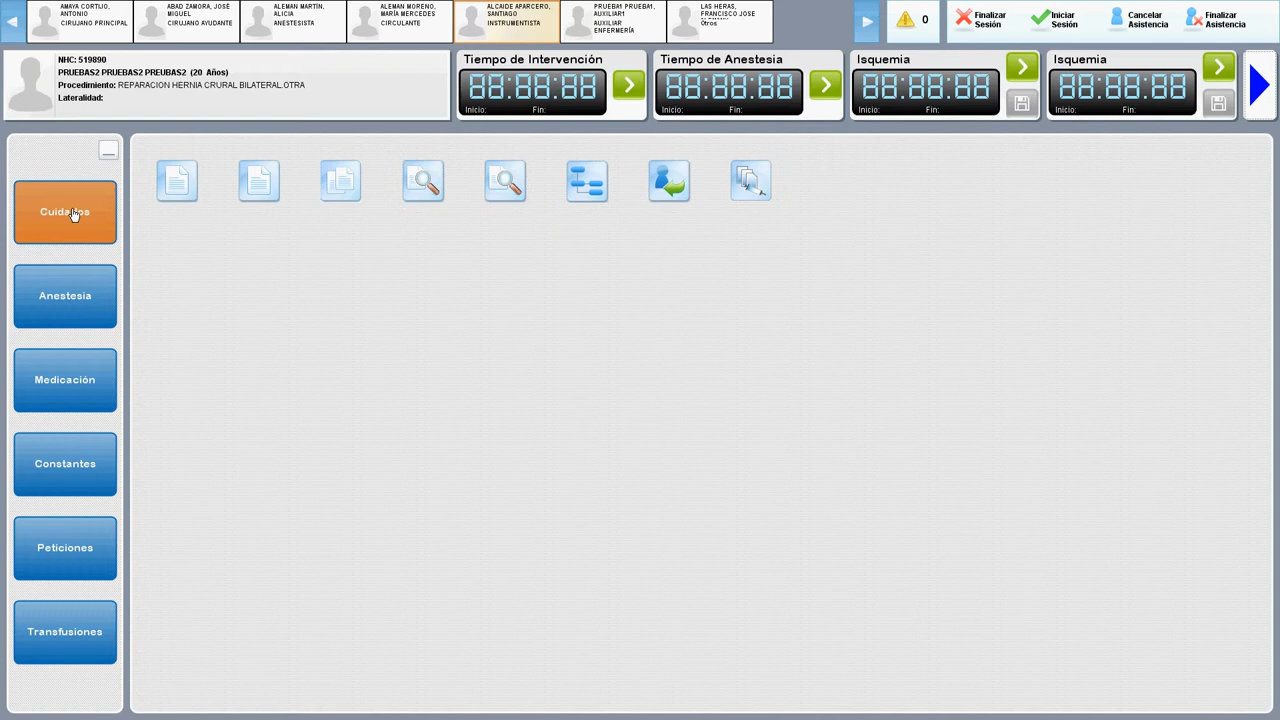 AMAYA CORTIJO,
ANTONIO
CIRUJANO PRINCIPAL
ABAD ZAMORA, JOSÉ
MIGUEL
CIRUJANO AYUDANTE
ALEMAN MARTÍN,
ALICIA
ANESTESISTA
ALEMAN MORENO,
MARÍA MERCEDES
CIRCULANTE
ALCAIDE APARCERO,
SANTIAGO
INSTRUMENTISTA
PRUEBA1 PRUEBA1,
AUXILIAR1
AUXILIAR
ENFERMERÍA
LAS HERAS,
FRANCISCO JOSE
Otros
0
Finalizar
Sesión
Iniciar
Sesión
Cancelar
Asistencia
Finalizar
Asistencia
NHC: 519890
PRUEBAS2 PRUEBAS2 PREUBAS2 (20 Años)
Procedimiento: REPARACION HERNIA CRURAL BILATERAL.OTRA
Lateralidad:
Tiempo de Intervención
88:88:88
Inicio: Fin:
Tiempo de Anestesia
88:88:88
Inicio: Fin:
Isquemia
88:88:88
Inicio: Fin:
Isquemia
88:88:88
Inicio: Fin:
Cuidados
Anestesia
Medicación
Constantes
Peticiones
Transfusiones